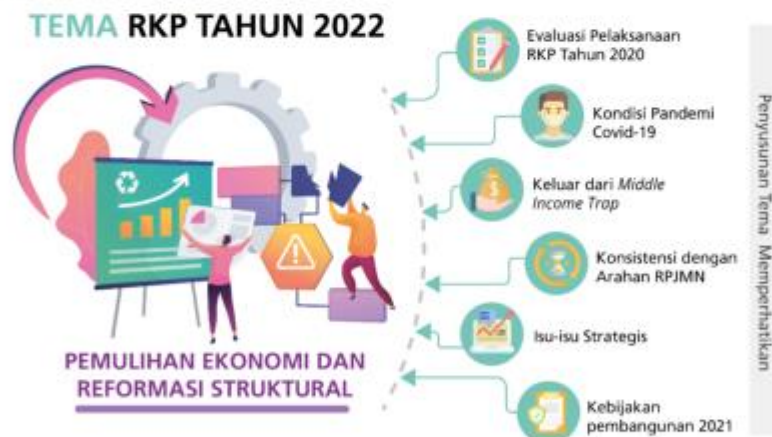 TEMA RKP TAHUN 2022
PEMULIHAN EKONOMI DAN
REFORMASI STRUKTURAL
Evaluasi Pelaksanaan
RKP Tahun 2020
Kondisi Pandemi
Covid-19
Keluar dari Middle
Income Trap
Konsistensi dengan
Arahan RPJMN
Isu-isu Strategis
Kebijakan
pembangunan 2021
Penyusunan Tema Memperhatikan